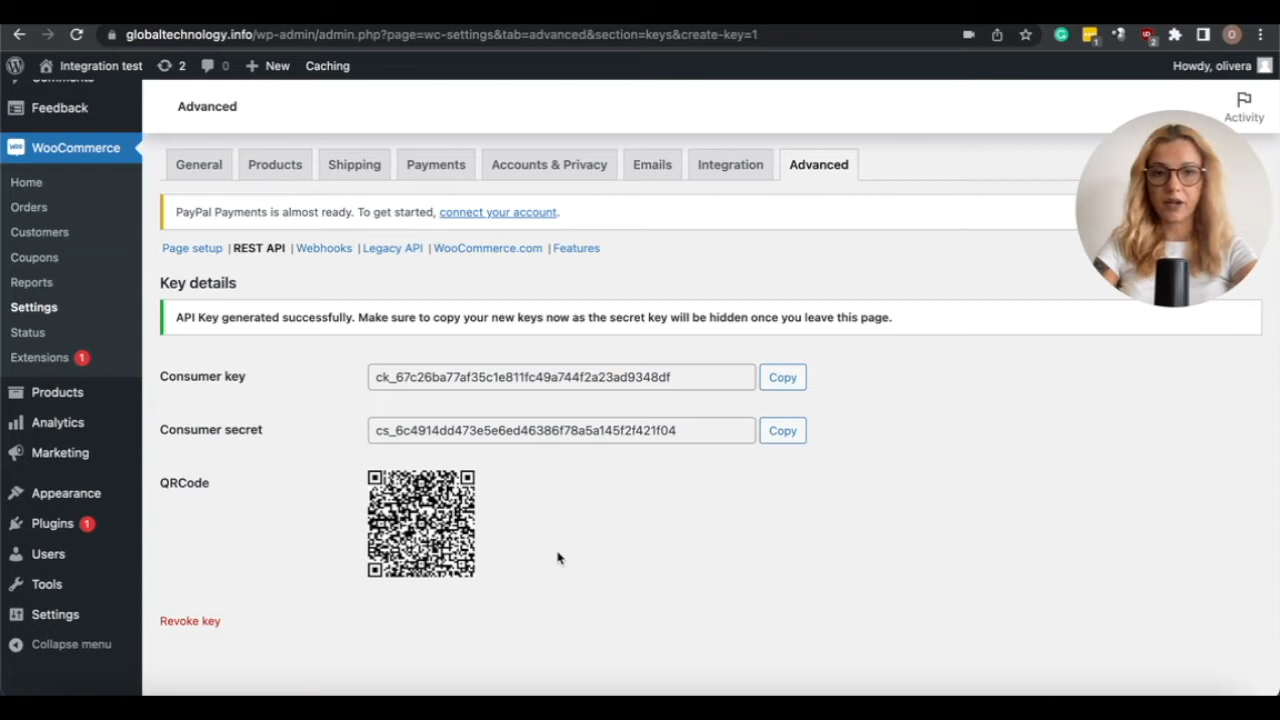 globaltechnology.info/wp-admin/admin.php?page=wc-settings&tab=advanced&section=keys&create-key=1
Integration test 2 0 New Caching Howdy, olivera
Comments
Feedback
WooCommerce
Home
Orders
Customers
Coupons
Reports
Settings
Status
Extensions 1
Products
Analytics
Marketing
Appearance
Plugins 1
Users
Tools
Settings
Collapse menu
Advanced
Activity
General Products Shipping Payments Accounts & Privacy Emails Integration Advanced
PayPal Payments is almost ready. To get started, connect your account.
Page setup | REST API | Webhooks | Legacy API | WooCommerce.com | Features
Key details
API Key generated successfully. Make sure to copy your new keys now as the secret key will be hidden once you leave this page.
Consumer key ck_67c26ba77af35c1e811fc49a744f2a23ad9348df Copy
Consumer secret cs_6c4914dd473e5e6ed46386f78a5a145f2f421f04 Copy
QRCode
Revoke key